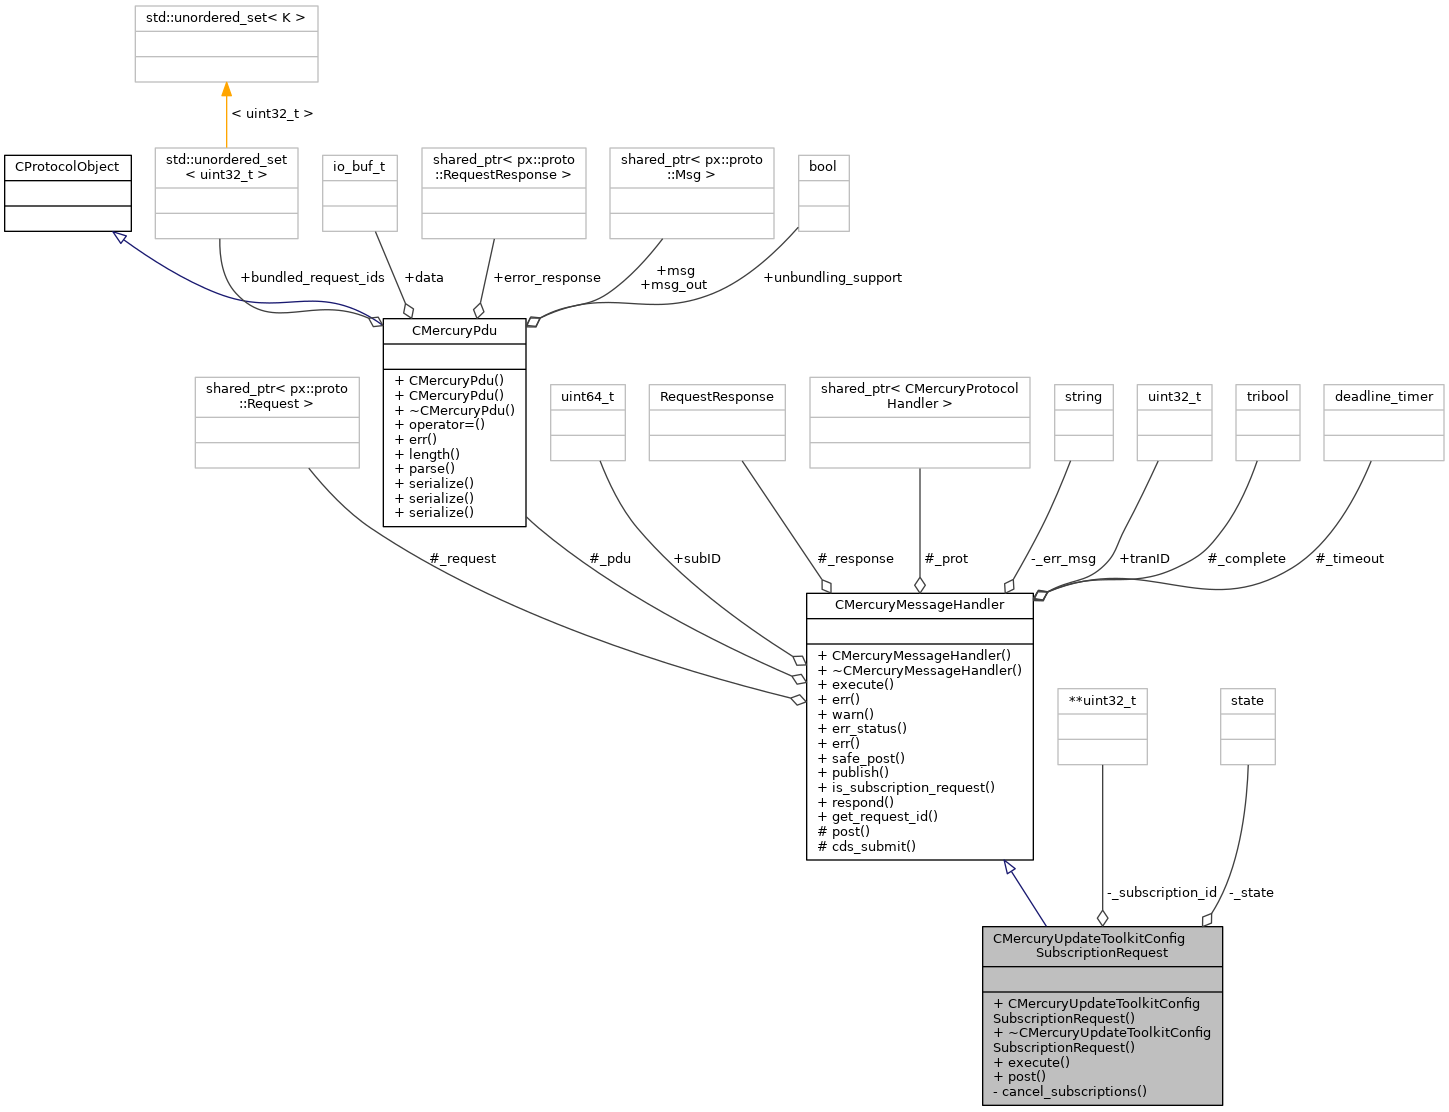 std::unordered_set< K >
< uint32_t >
CProtocolObject
std::unordered_set
< uint32_t >
io_buf_t
shared_ptr< px::proto
::RequestResponse >
shared_ptr< px::proto
::Msg >
bool
+bundled_request_ids
+data
+error_response
+msg
+msg_out
+unbundling_support
CMercuryPdu
+ CMercuryPdu()
+ CMercuryPdu()
+ ~CMercuryPdu()
+ operator=()
+ err()
+ length()
+ parse()
+ serialize()
+ serialize()
+ serialize()
shared_ptr< px::proto
::Request >
uint64_t
RequestResponse
shared_ptr< CMercuryProtocol
Handler >
string
uint32_t
tribool
deadline_timer
#_request
#_pdu
+subID
#_response
#_prot
-_err_msg
+tranID
#_complete
#_timeout
CMercuryMessageHandler
+ CMercuryMessageHandler()
+ ~CMercuryMessageHandler()
+ execute()
+ err()
+ warn()
+ err_status()
+ err()
+ safe_post()
+ publish()
+ is_subscription_request()
+ respond()
+ get_request_id()
# post()
# cds_submit()
**uint32_t
state
-_subscription_id
-_state
CMercuryUpdateToolkitConfig
SubscriptionRequest
+ CMercuryUpdateToolkitConfig
SubscriptionRequest()
+ ~CMercuryUpdateToolkitConfig
SubscriptionRequest()
+ execute()
+ post()
- cancel_subscriptions()